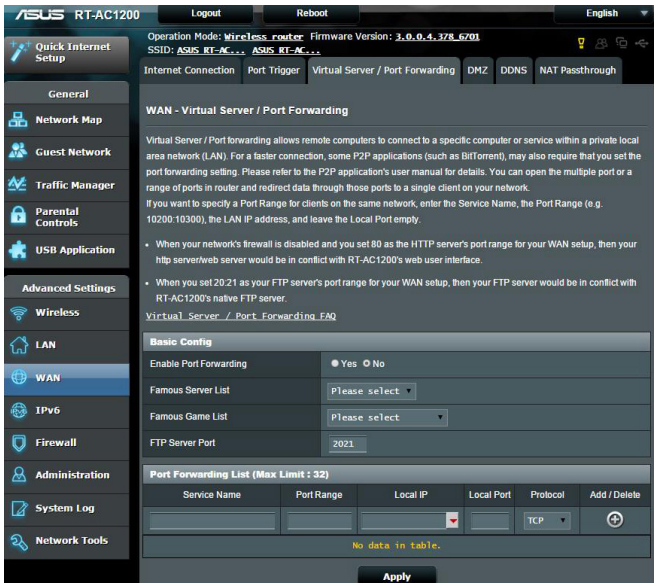 ASUS RT-AC1200 Logout Reboot English
Operation Mode: Wireless router Firmware Version: 3.0.0.4.378_6701
SSID: ASUS RT-AC... ASUS RT-AC...
Quick Internet
Setup
Internet Connection Port Trigger Virtual Server / Port Forwarding DMZ DDNS NAT Passthrough
General
Network Map
Guest Network
Traffic Manager
Parental
Controls
USB Application
Advanced Settings
Wireless
LAN
WAN
IPv6
Firewall
Administration
System Log
Network Tools
WAN - Virtual Server / Port Forwarding
Virtual Server / Port forwarding allows remote computers to connect to a specific computer or service within a private local
area network (LAN). For a faster connection, some P2P applications (such as BitTorrent), may also require that you set the
port forwarding setting. Please refer to the P2P application's user manual for details. You can open the multiple port or a
range of ports in router and redirect data through those ports to a single client on your network.
If you want to specify a Port Range for clients on the same network, enter the Service Name, the Port Range (e.g.
10200:10300), the LAN IP address, and leave the Local Port empty.
• When your network's firewall is disabled and you set 80 as the HTTP server's port range for your WAN setup, then your
http server/web server would be in conflict with RT-AC1200's web user interface.
• When you set 20:21 as your FTP server's port range for your WAN setup, then your FTP server would be in conflict with
RT-AC1200's native FTP server.
Virtual Server / Port Forwarding FAQ
Basic Config
Enable Port Forwarding Yes No
Famous Server List Please select
Famous Game List Please select
FTP Server Port 2021
Port Forwarding List (Max Limit : 32)
Service Name Port Range Local IP Local Port Protocol Add / Delete
TCP
No data in table.
Apply